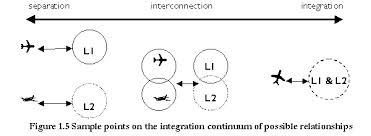 separation interconnection integration
L1 L1
L1 & L2
L2 L2
Figure 1.5 Sample points on the integration continuum of possible relationships